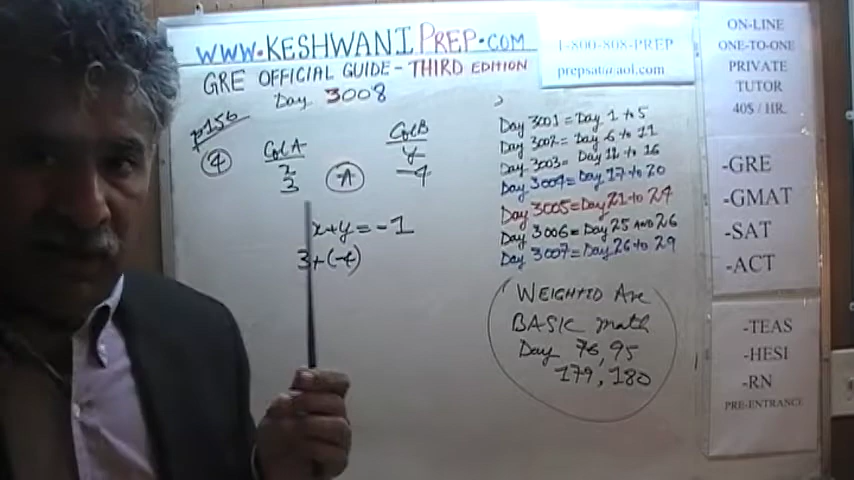 WWW.KESHWANIPREP.COM
GRE OFFICIAL GUIDE - THIRD EDITION
Day 3008
1-800-808-PREP
prepsat@aol.com
p156
4
Col A
A
Col B
y
-4
x+y = -1
3+(-4)
Day 3001 = Day 1 to 5
Day 3002 = Day 6 to 11
Day 3003 = Day 12 to 16
Day 3004 = Day 17 to 20
Day 3005 = Day 21 to 24
Day 3006 = Day 25 AND 26
Day 3007 = Day 26 to 29
WEIGHTED Ave
BASIC math
Day 76, 95
179, 180
ON-LINE
ONE-TO-ONE
PRIVATE
TUTOR
40$ / HR.
-GRE
-GMAT
-SAT
-ACT
-TEAS
-HESI
-RN
PRE-ENTRANCE